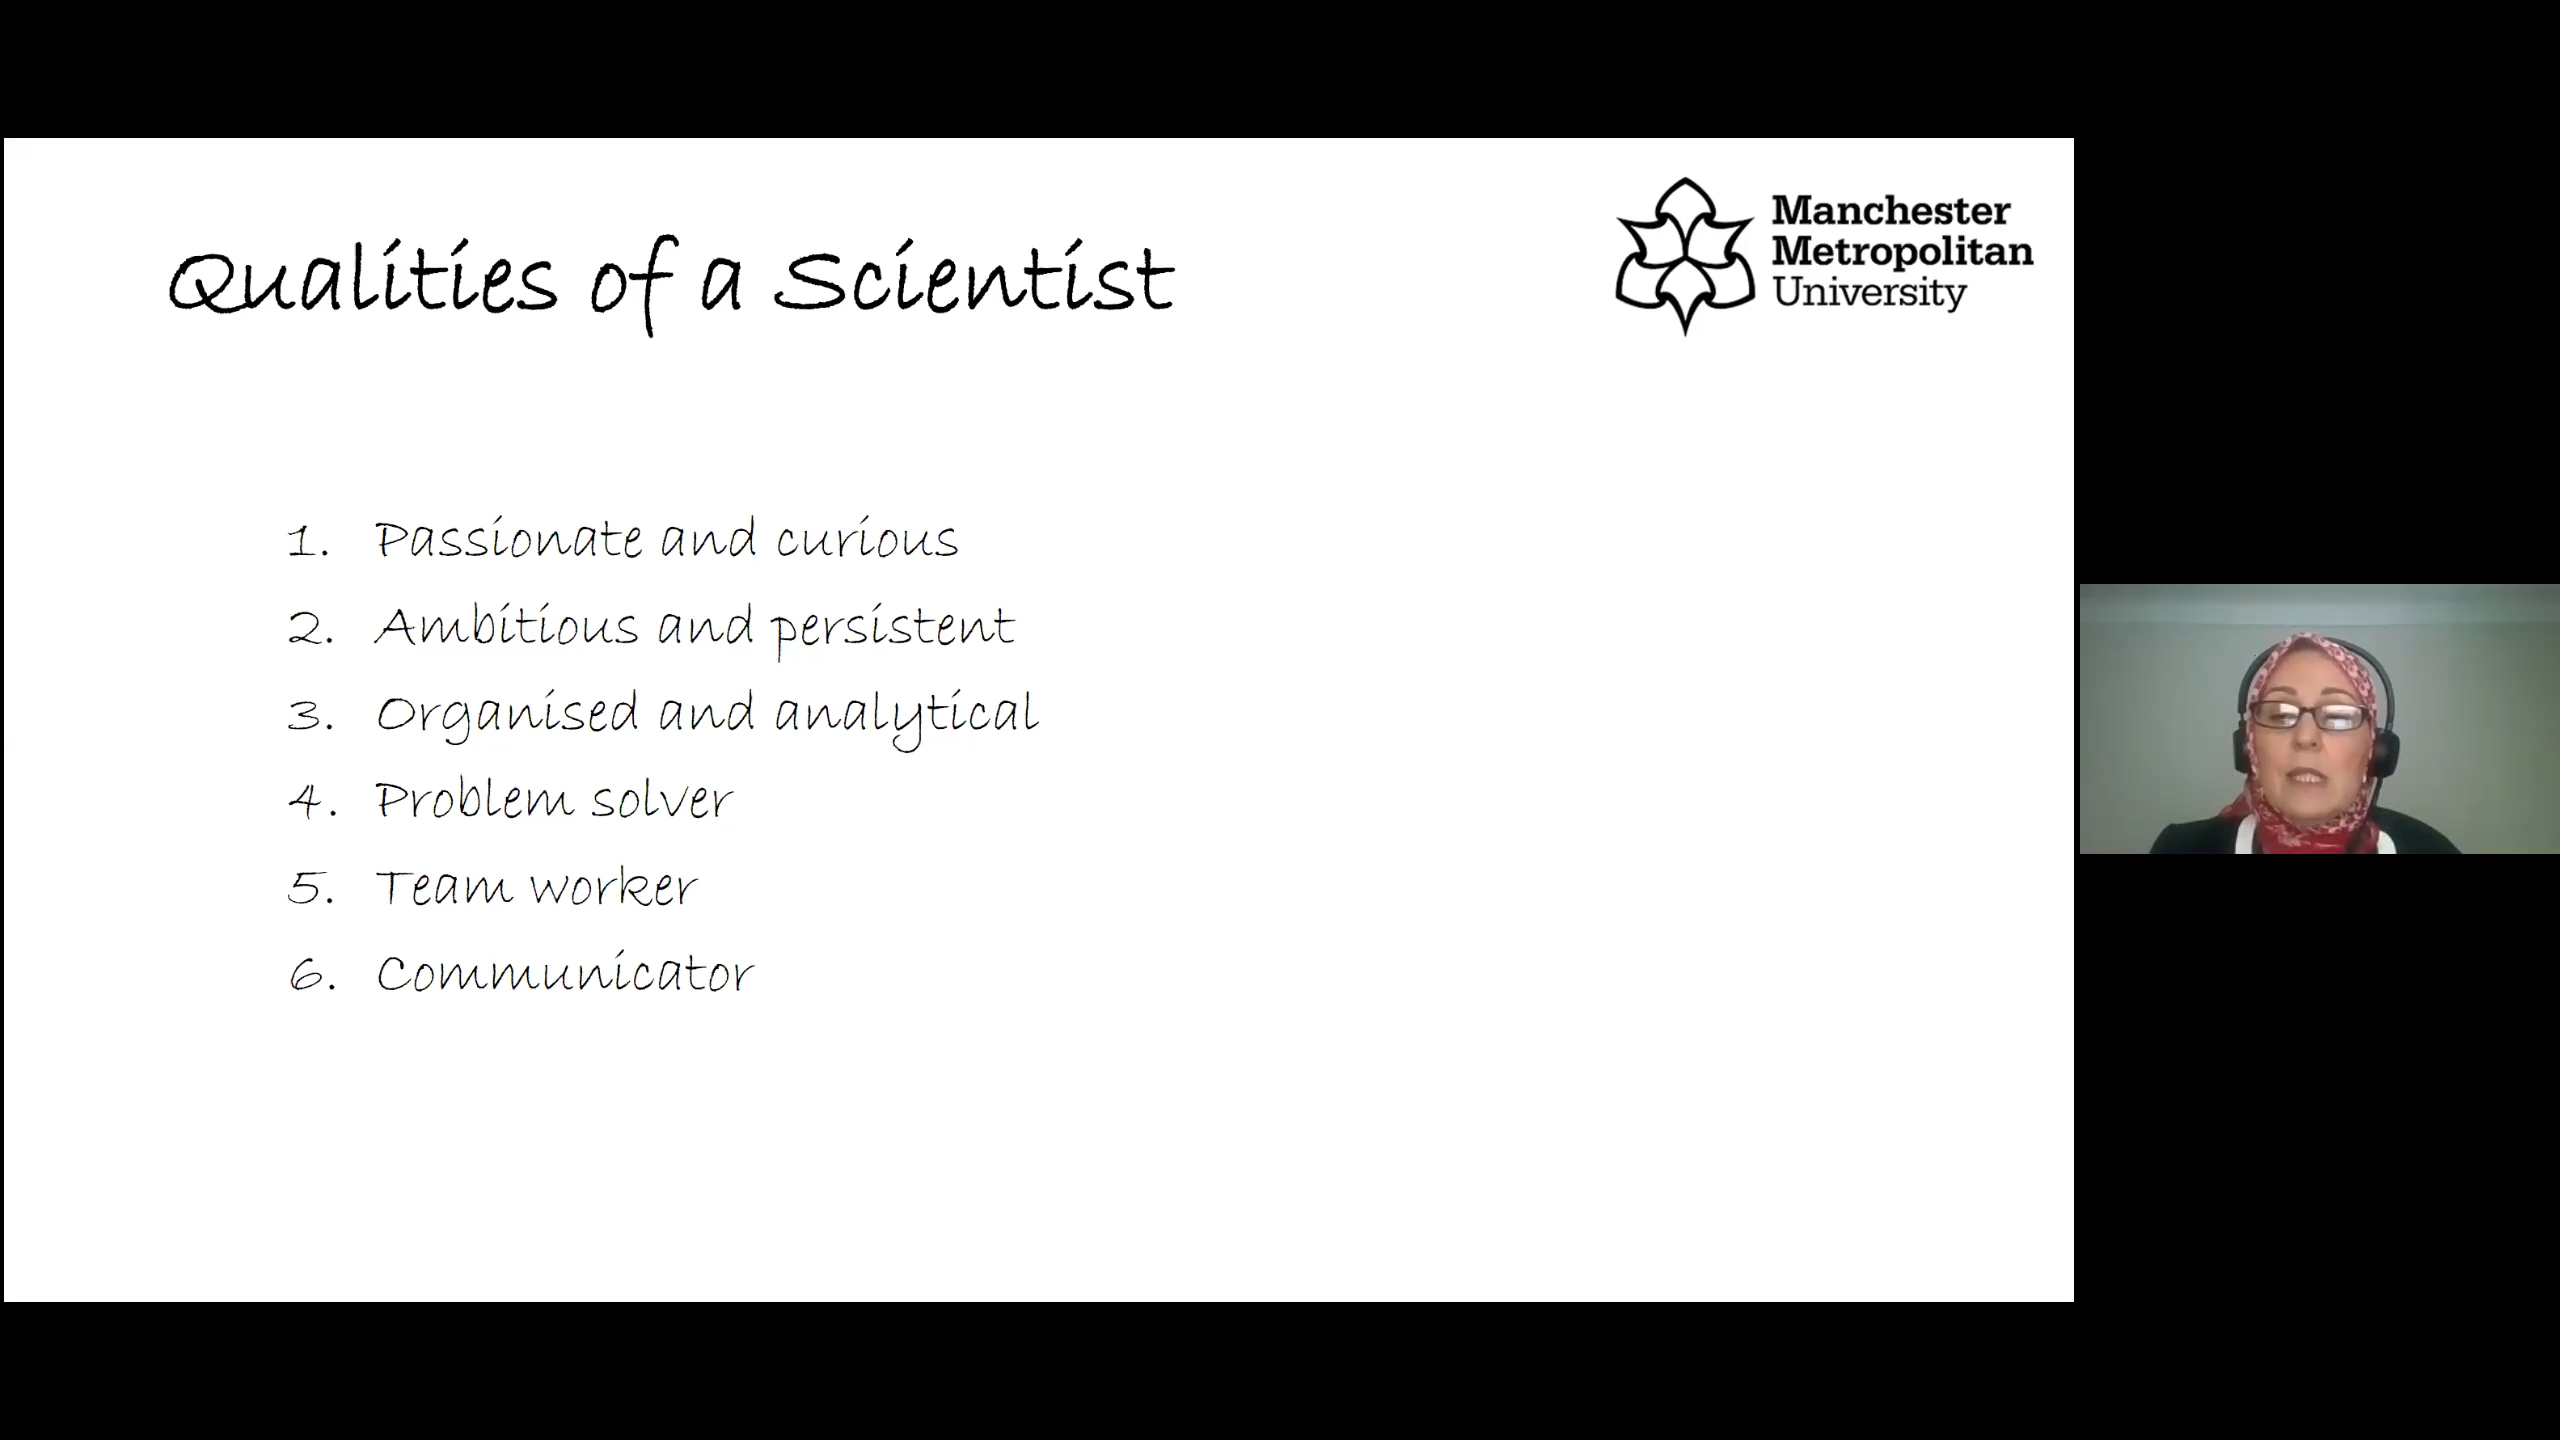 Qualities of a Scientist
Manchester
Metropolitan
University
1. Passionate and curious
2. Ambitious and persistent
3. Organised and analytical
4. Problem solver
5. Team worker
6. Communicator